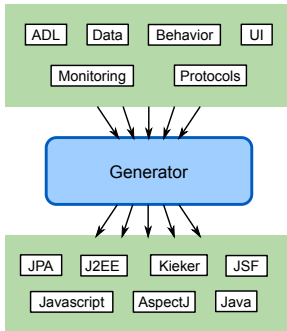 ADL Data Behavior UI
Monitoring Protocols
Generator
JPA J2EE Kieker JSF
Javascript AspectJ Java